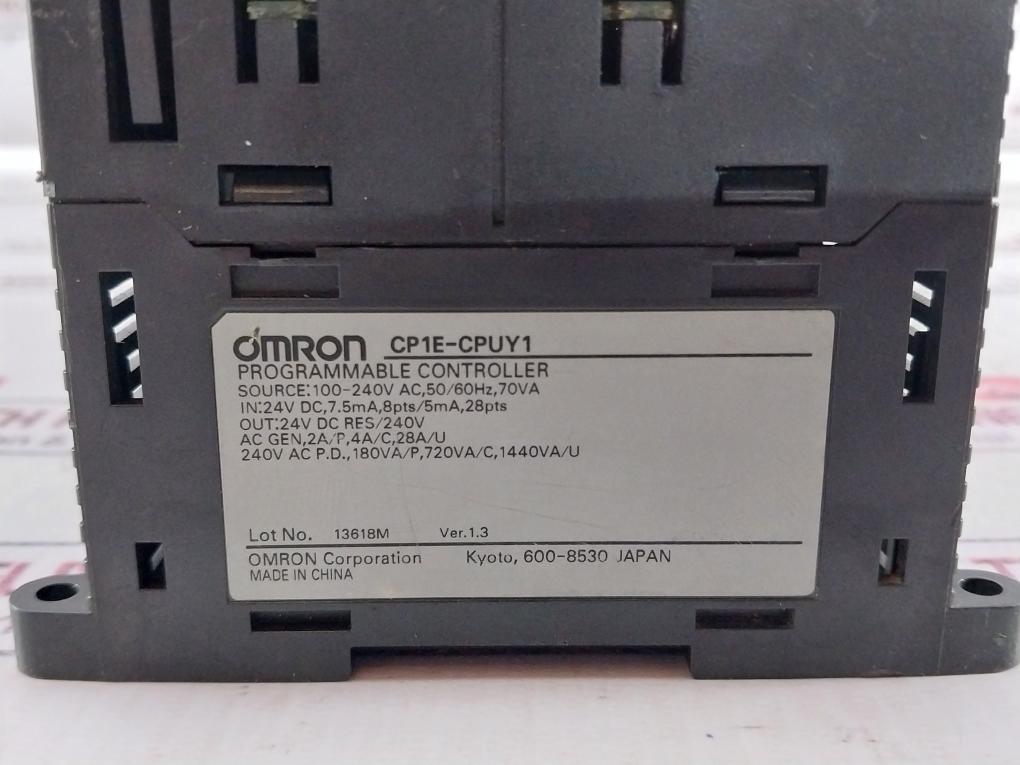 OMRON CP1E-CPUY1
PROGRAMMABLE CONTROLLER
SOURCE:100-240V AC,50/60Hz,70VA
IN:24V DC,7.5mA,8pts/5mA,28pts
OUT:24V DC RES/240V
AC GEN,2A/P,4A/C,28A/U
240V AC P.D.,180VA/P,720VA/C,1440VA/U
Lot No. 13618M Ver.1.3
OMRON Corporation Kyoto, 600-8530 JAPAN
MADE IN CHINA